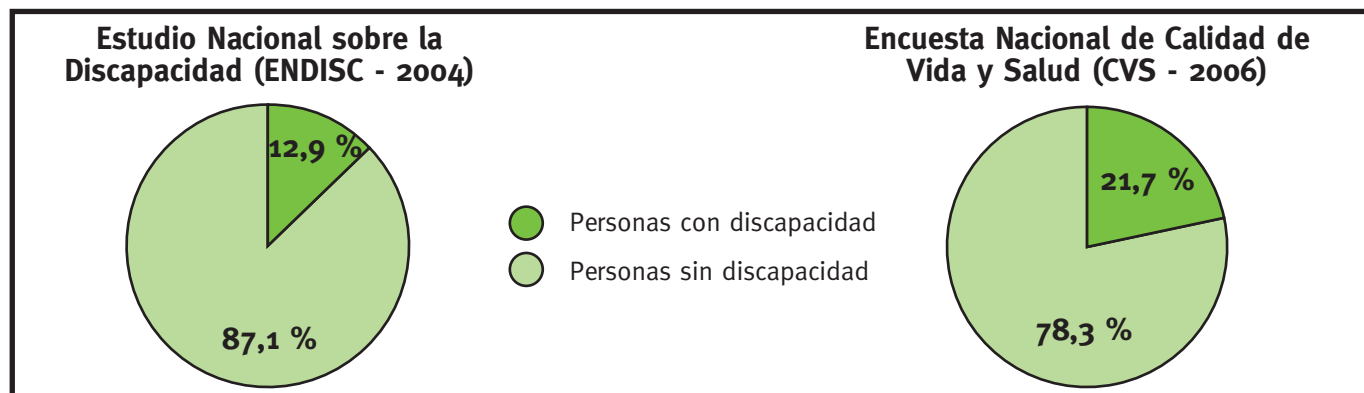 Estudio Nacional sobre la
Discapacidad (ENDISC - 2004)
12,9 %
87,1 %
Personas con discapacidad
Personas sin discapacidad
Encuesta Nacional de Calidad de
Vida y Salud (CVS - 2006)
21,7 %
78,3 %